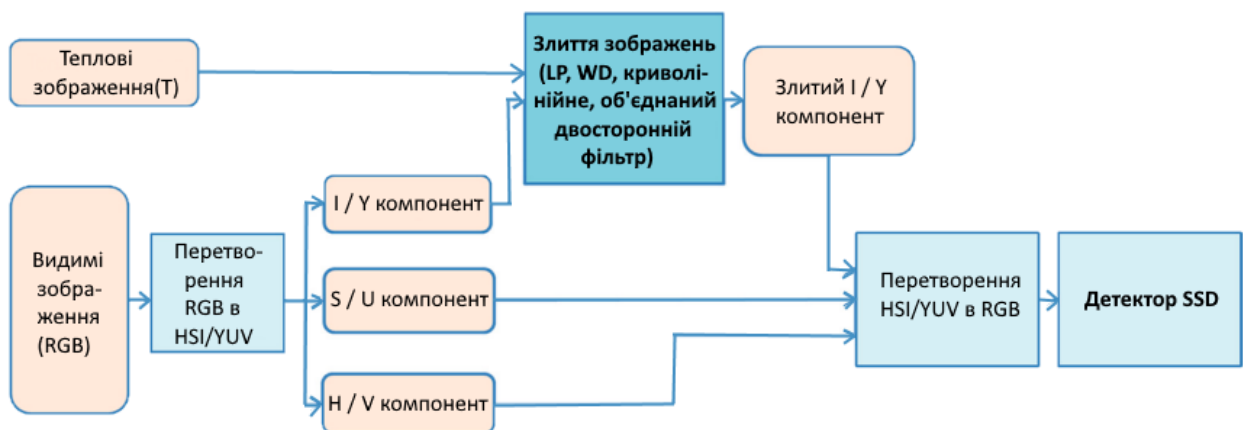 Теплові
зображення(Т)
Злиття зображень
(LP, WD, криволі-
нійне, об'єднаний
двосторонній
фільтр)
Злитий I / Y
компонент
Видимі
зобра-
ження
(RGB)
Перетво-
рення
RGB в
HSI/YUV
I / Y компонент
S / U компонент
H / V компонент
Перетворення
HSI/YUV в RGB
Детектор SSD